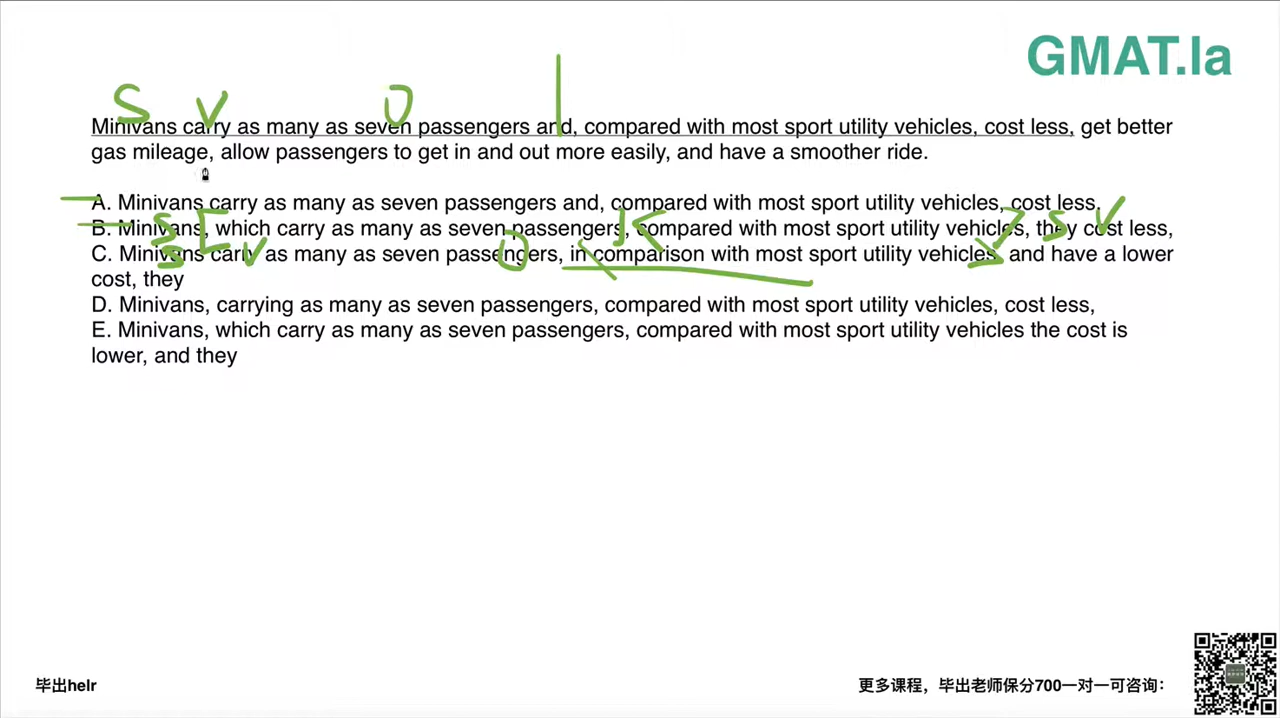 GMAT.la
S V O
Minivans carry as many as seven passengers and, compared with most sport utility vehicles, cost less, get better
gas mileage, allow passengers to get in and out more easily, and have a smoother ride.
A. Minivans carry as many as seven passengers and, compared with most sport utility vehicles, cost less,
B. Minivans, which carry as many as seven passengers, compared with most sport utility vehicles, they cost less,
C. Minivans carry as many as seven passengers, in comparison with most sport utility vehicles, and have a lower
cost, they
D. Minivans, carrying as many as seven passengers, compared with most sport utility vehicles, cost less,
E. Minivans, which carry as many as seven passengers, compared with most sport utility vehicles the cost is
lower, and they
毕出helr
更多课程，毕出老师保分700一对一可咨询：